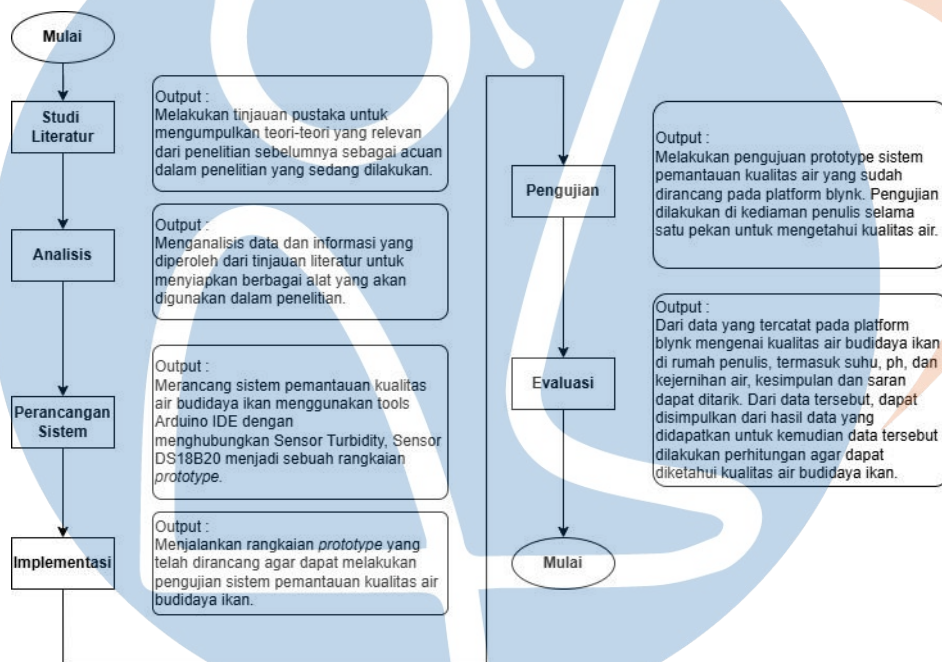 Mulai
Studi
Literatur
Output :
Melakukan tinjauan pustaka untuk
mengumpulkan teori-teori yang relevan
dari penelitian sebelumnya sebagai acuan
dalam penelitian yang sedang dilakukan.
Analisis
Output :
Menganalisis data dan informasi yang
diperoleh dari tinjauan literatur untuk
menyiapkan berbagai alat yang akan
digunakan dalam penelitian.
Perancangan
Sistem
Output :
Merancang sistem pemantauan kualitas
air budidaya ikan menggunakan tools
Arduino IDE dengan
menghubungkan Sensor Turbidity, Sensor
DS18B20 menjadi sebuah rangkaian
prototype.
Implementasi
Output :
Menjalankan rangkaian prototype yang
telah dirancang agar dapat melakukan
pengujian sistem pemantauan kualitas air
budidaya ikan.
Pengujian
Output :
Melakukan pengujuan prototype sistem
pemantauan kualitas air yang sudah
dirancang pada platform blynk. Pengujian
dilakukan di kediaman penulis selama
satu pekan untuk mengetahui kualitas air.
Evaluasi
Output :
Dari data yang tercatat pada platform
blynk mengenai kualitas air budidaya ikan
di rumah penulis, termasuk suhu, ph, dan
kejernihan air, kesimpulan dan saran
dapat ditarik. Dari data tersebut, dapat
disimpulkan dari hasil data yang
didapatkan untuk kemudian data tersebut
dilakukan perhitungan agar dapat
diketahui kualitas air budidaya ikan.
Mulai